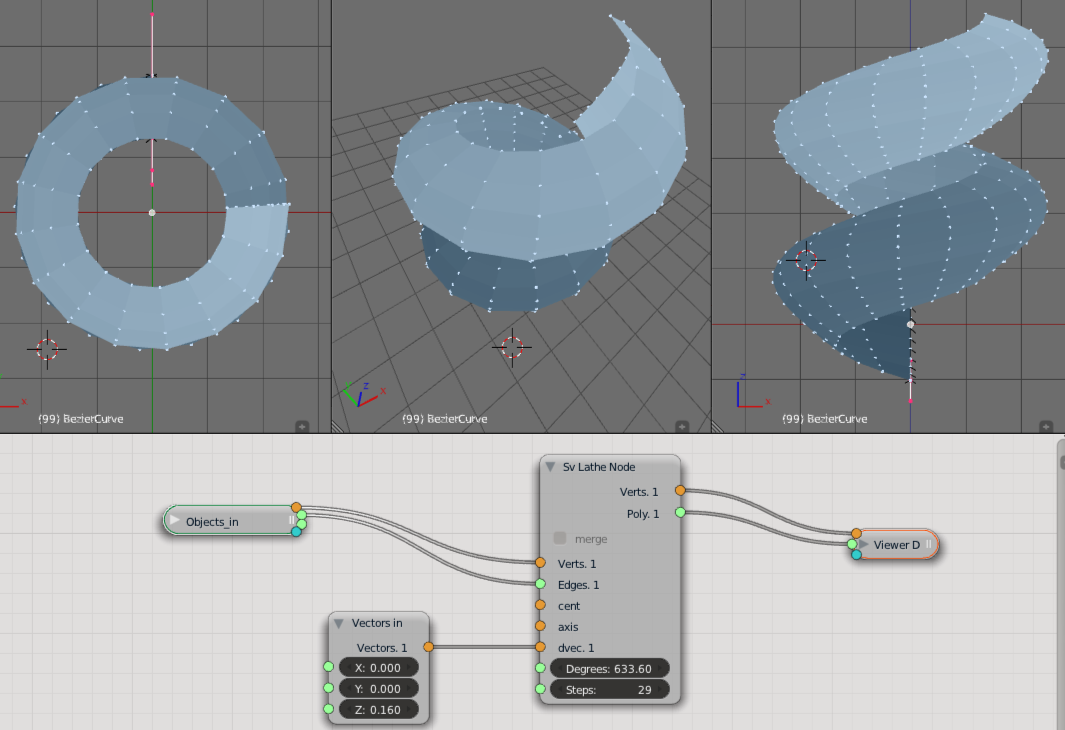 x
(99) BezierCurve
y z x
(99) BezierCurve
z
x
(99) BezierCurve
Sv Lathe Node
Verts. 1
Poly. 1
merge
Verts. 1
Edges. 1
cent
axis
dvec. 1
Degrees: 633.60
Steps: 29
Objects_in
Viewer D
Vectors in
Vectors. 1
X: 0.000
Y: 0.000
Z: 0.160